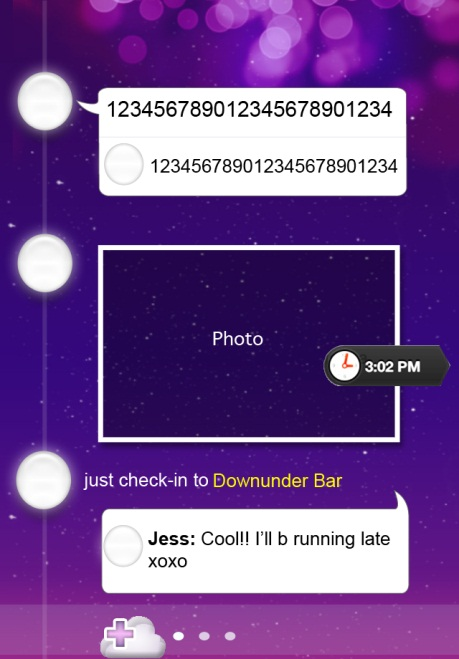 123456789012345678901234
123456789012345678901234
Photo
3:02 PM
just check-in to Downunder Bar
Jess: Cool!! I'll b running late
xoxo